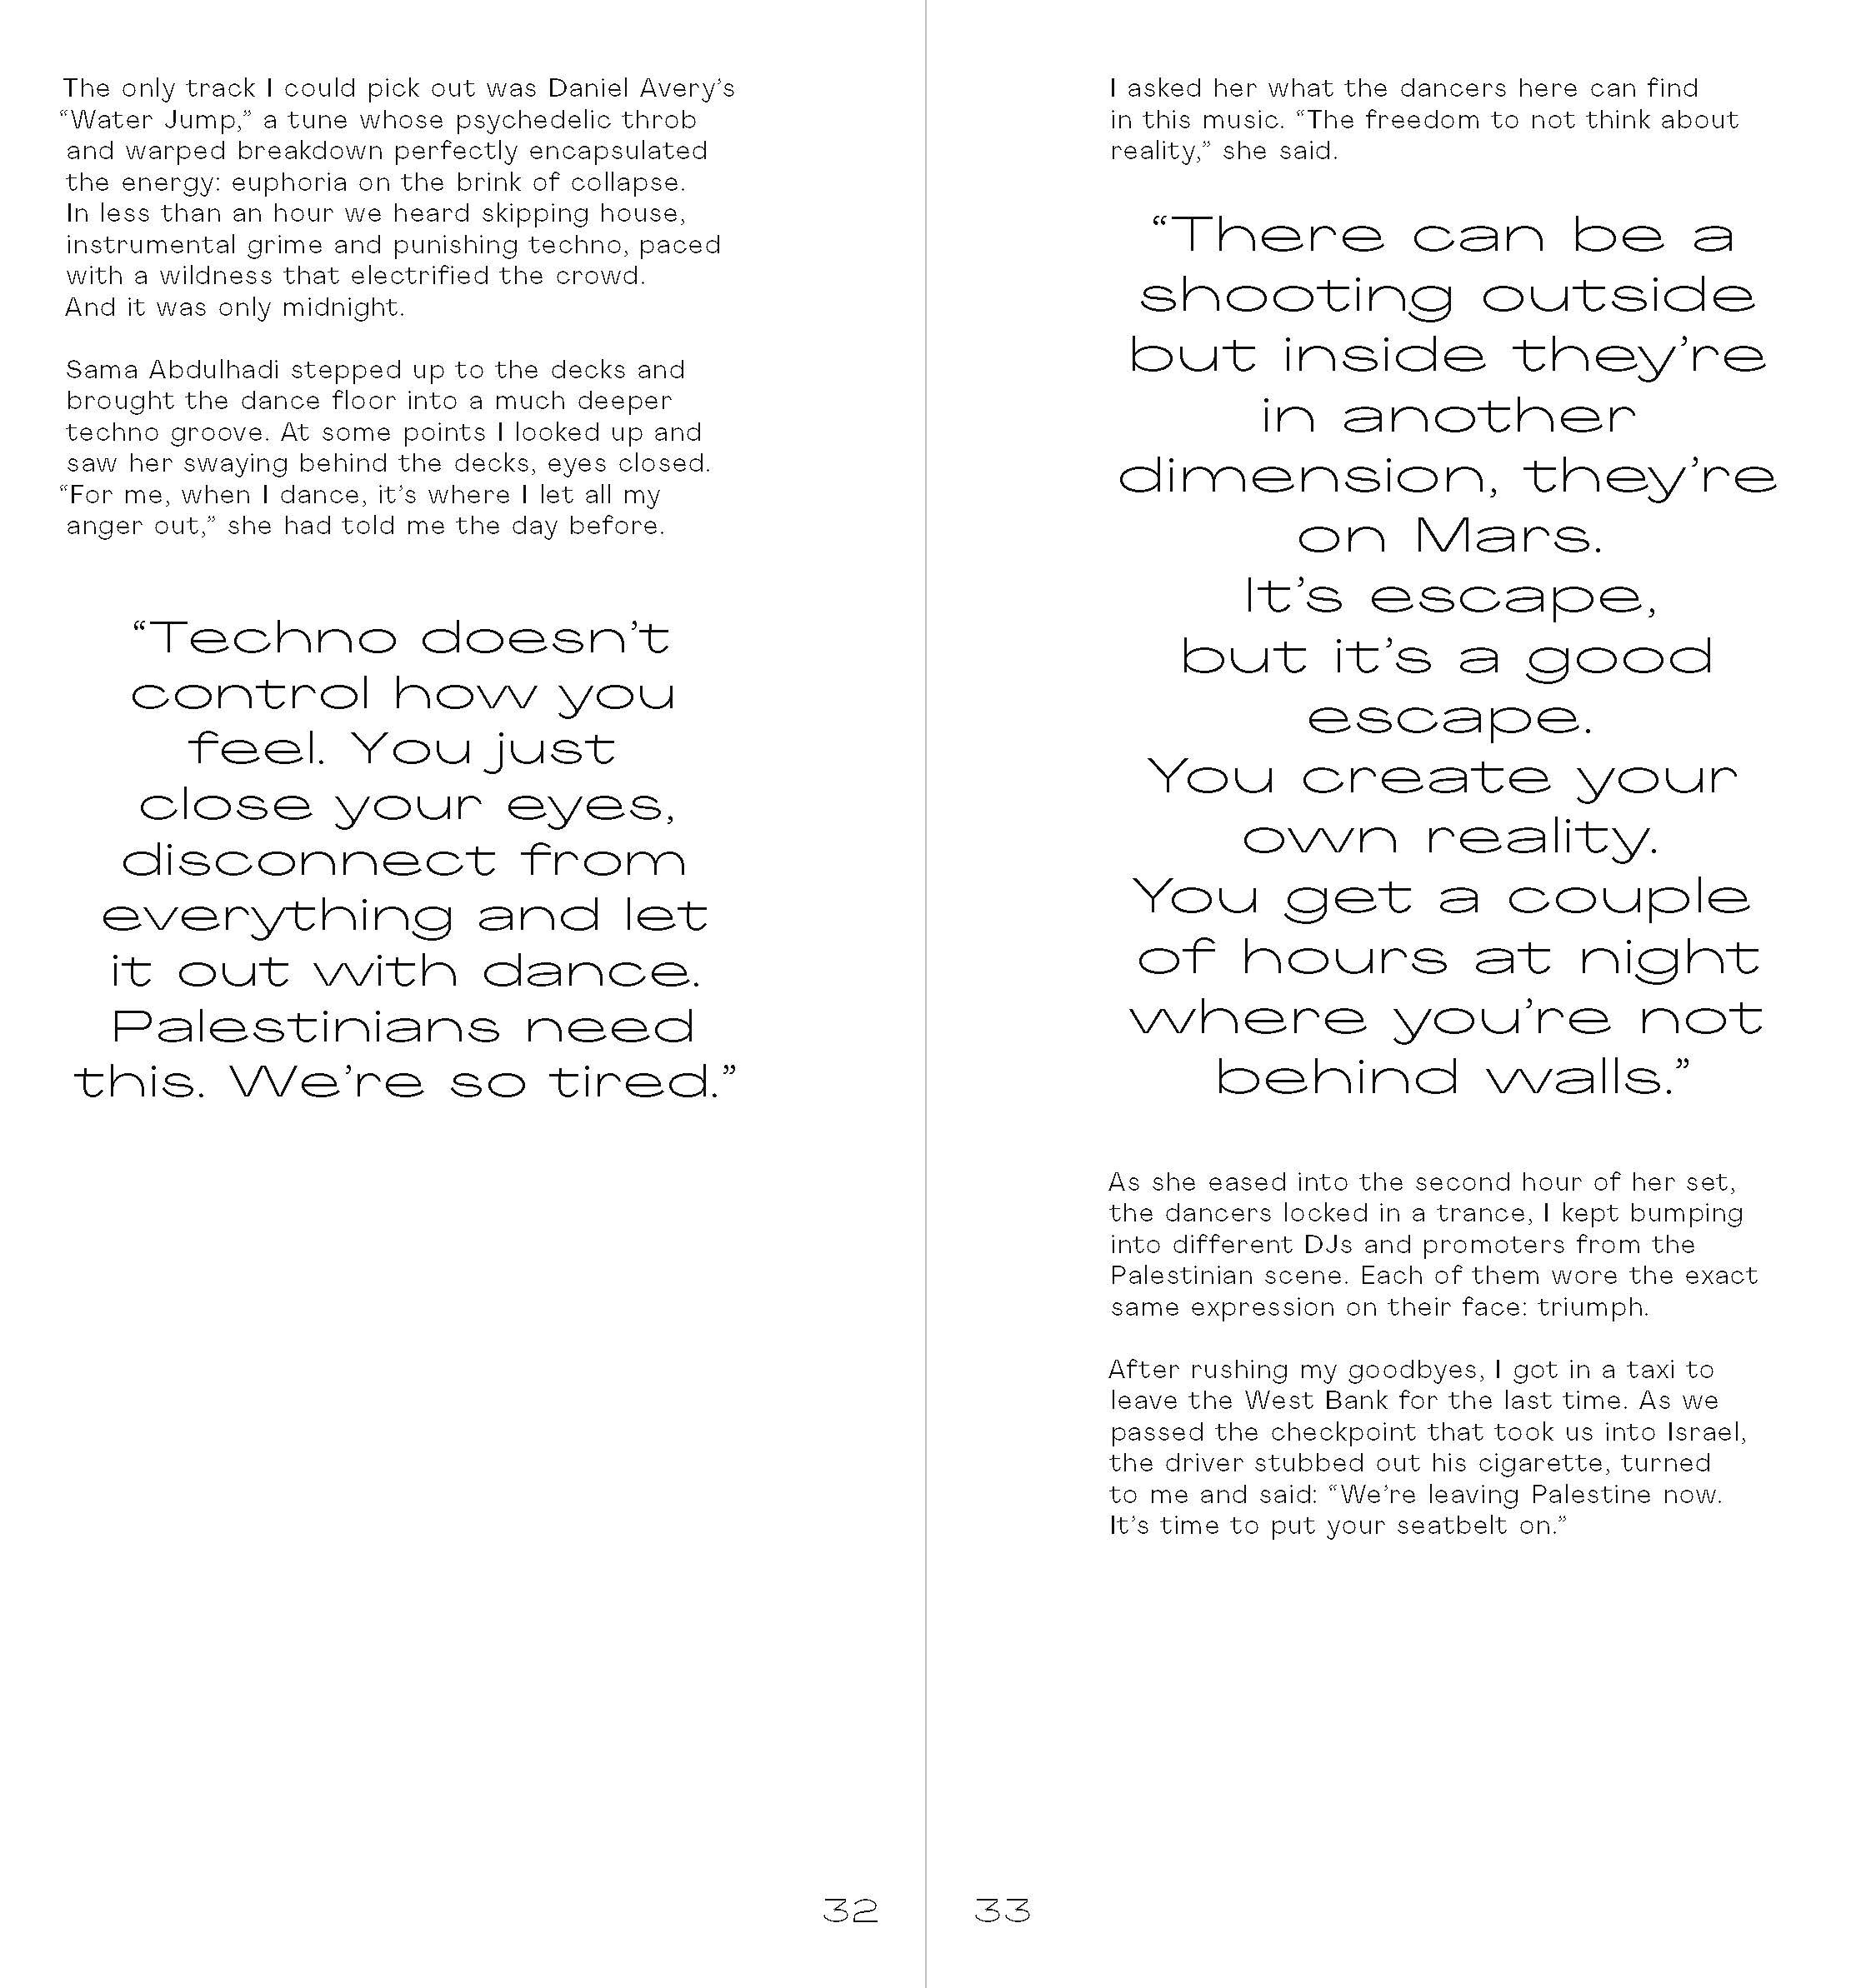 The only track I could pick out was Daniel Avery’s
“Water Jump,” a tune whose psychedelic throb
and warped breakdown perfectly encapsulated
the energy: euphoria on the brink of collapse.
In less than an hour we heard skipping house,
instrumental grime and punishing techno, paced
with a wildness that electrified the crowd.
And it was only midnight.
Sama Abdulhadi stepped up to the decks and
brought the dance floor into a much deeper
techno groove. At some points I looked up and
saw her swaying behind the decks, eyes closed.
“For me, when I dance, it’s where I let all my
anger out,” she had told me the day before.
“Techno doesn’t
control how you
feel. You just
close your eyes,
disconnect from
everything and let
it out with dance.
Palestinians need
this. We’re so tired.”
32
I asked her what the dancers here can find
in this music. “The freedom to not think about
reality,” she said.
“There can be a
shooting outside
but inside they’re
in another
dimension, they’re
on Mars.
It’s escape,
but it’s a good
escape.
You create your
own reality.
You get a couple
of hours at night
where you’re not
behind walls.”
As she eased into the second hour of her set,
the dancers locked in a trance, I kept bumping
into different DJs and promoters from the
Palestinian scene. Each of them wore the exact
same expression on their face: triumph.
After rushing my goodbyes, I got in a taxi to
leave the West Bank for the last time. As we
passed the checkpoint that took us into Israel,
the driver stubbed out his cigarette, turned
to me and said: “We’re leaving Palestine now.
It’s time to put your seatbelt on.”
33